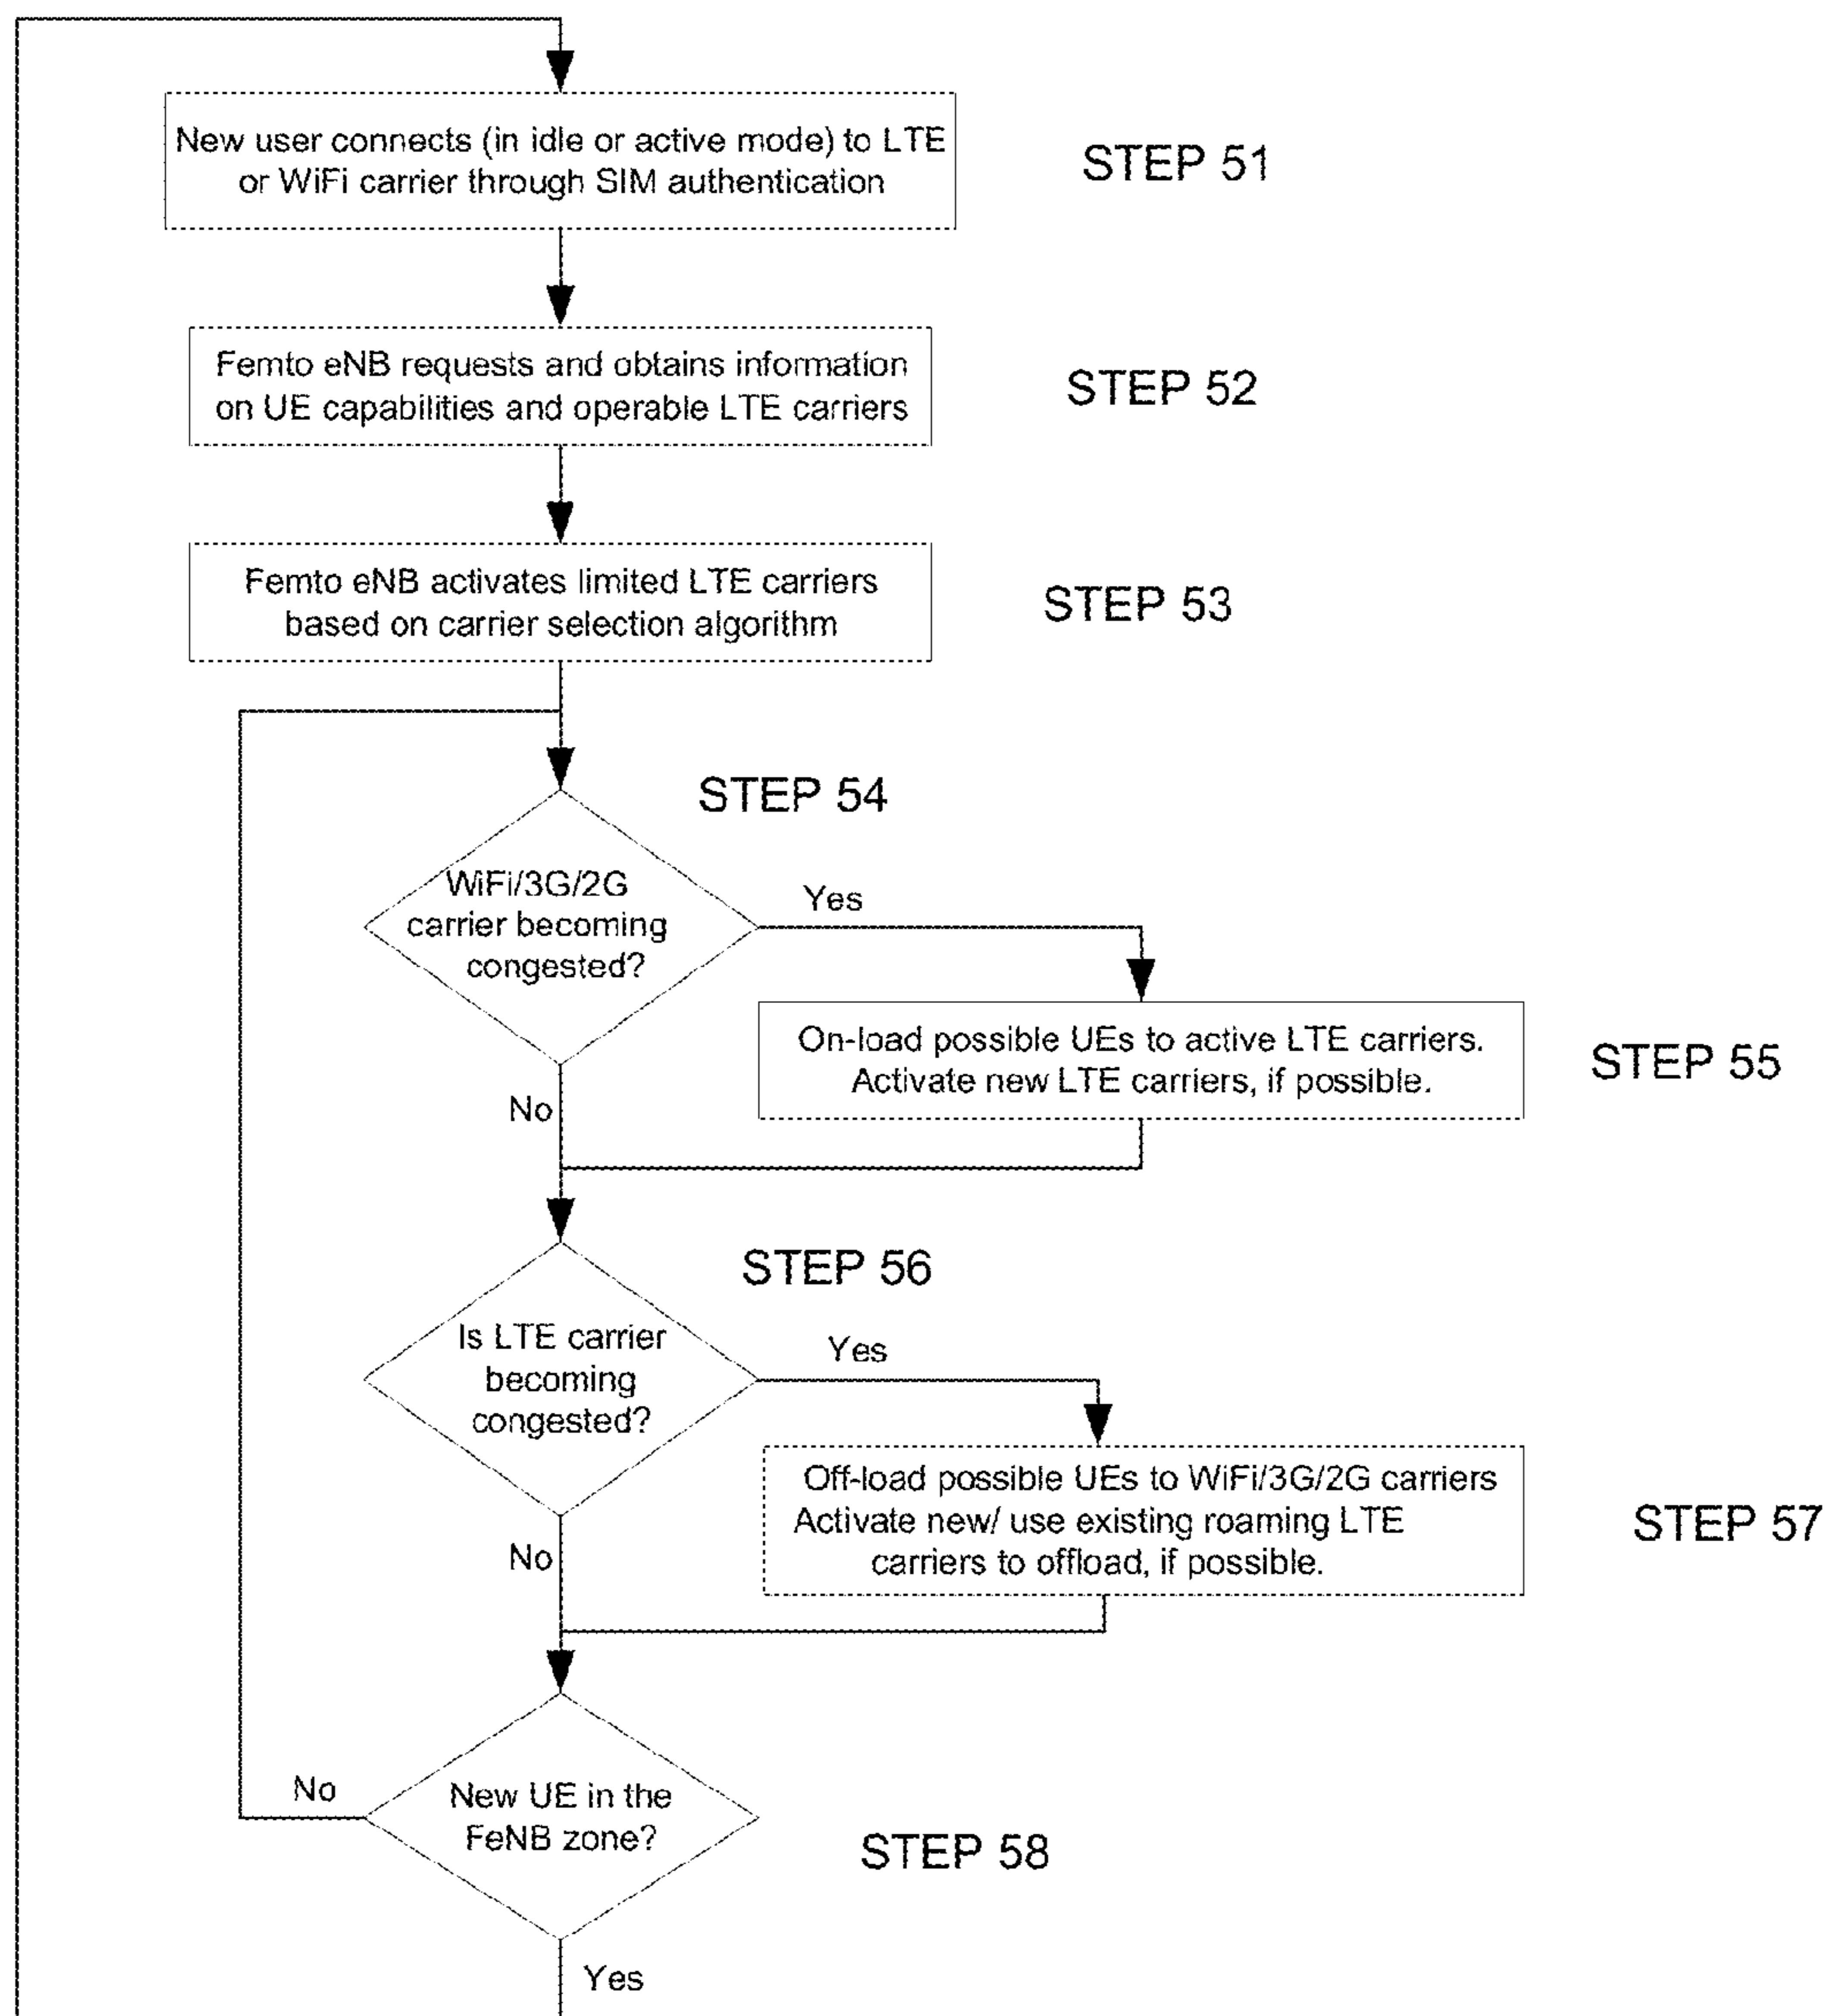 New user connects (in idle or active mode) to LTE
or WiFi carrier through SIM authentication
STEP 51
Femto eNB requests and obtains information
on UE capabilities and operable LTE carriers
STEP 52
Femto eNB activates limited LTE carriers
based on carrier selection algorithm
STEP 53
STEP 54
WiFi/3G/2G
carrier becoming
congested?
Yes
No
On-load possible UEs to active LTE carriers.
Activate new LTE carriers, if possible.
STEP 55
STEP 56
Is LTE carrier
becoming
congested?
Yes
No
Off-load possible UEs to WiFi/3G/2G carriers
Activate new/ use existing roaming LTE
carriers to offload, if possible.
STEP 57
No
New UE in the
FeNB zone?
STEP 58
Yes